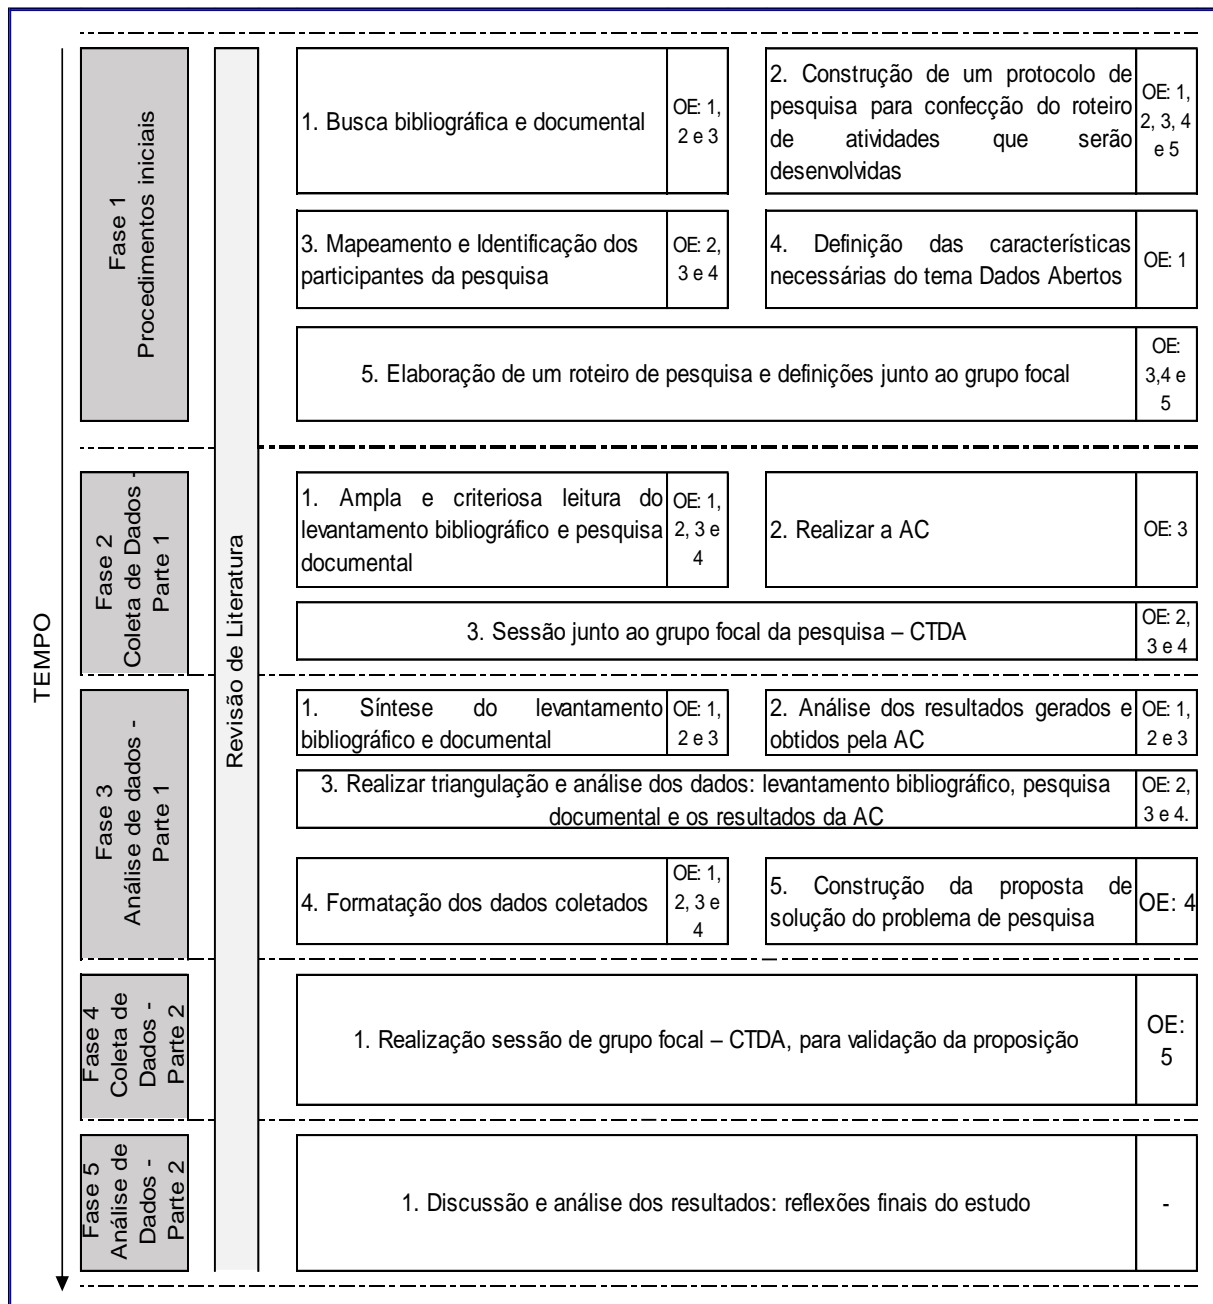 TEMPO
Revisão de Literatura
Fase 1
Procedimentos iniciais
1. Busca bibliográfica e documental
OE: 1,
2 e 3
2. Construção de um protocolo de
pesquisa para confecção do roteiro
de atividades que serão
desenvolvidas
OE: 1,
2, 3, 4
e 5
3. Mapeamento e Identificação dos
participantes da pesquisa
OE: 2,
3 e 4
4. Definição das características
necessárias do tema Dados Abertos
OE: 1
5. Elaboração de um roteiro de pesquisa e definições junto ao grupo focal
OE:
3,4 e
5
Fase 2
Coleta de Dados -
Parte 1
1. Ampla e criteriosa leitura do
levantamento bibliográfico e pesquisa
documental
OE: 1,
2, 3 e
4
2. Realizar a AC
OE: 3
3. Sessão junto ao grupo focal da pesquisa – CTDA
OE: 2,
3 e 4
Fase 3
Análise de dados -
Parte 1
1. Síntese do levantamento
bibliográfico e documental
OE: 1,
2 e 3
2. Análise dos resultados gerados e
obtidos pela AC
OE: 1,
2 e 3
3. Realizar triangulação e análise dos dados: levantamento bibliográfico, pesquisa
documental e os resultados da AC
OE: 2,
3 e 4.
4. Formatação dos dados coletados
OE: 1,
2, 3 e
4
5. Construção da proposta de
solução do problema de pesquisa
OE: 4
Fase 4
Coleta de
Dados -
Parte 2
1. Realização sessão de grupo focal – CTDA, para validação da proposição
OE:
5
Fase 5
Análise de
Dados -
Parte 2
1. Discussão e análise dos resultados: reflexões finais do estudo
-